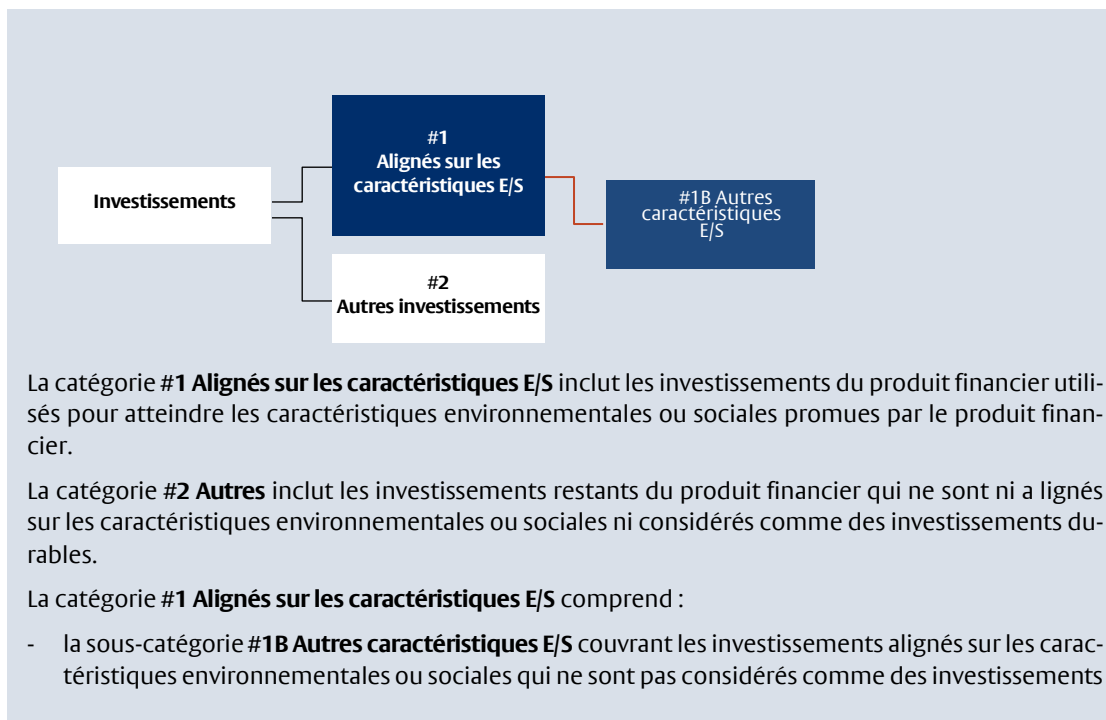 #1
Alignés sur les
caractéristiques E/S
Investissements
#1B Autres
caractéristiques
E/S
#2
Autres investissements
La catégorie #1 Alignés sur les caractéristiques E/S inclut les investissements du produit financier utili-
sés pour atteindre les caractéristiques environnementales ou sociales promues par le produit finan-
cier.
La catégorie #2 Autres inclut les investissements restants du produit financier qui ne sont ni a lignés
sur les caractéristiques environnementales ou sociales ni considérés comme des investissements du-
rables.
La catégorie #1 Alignés sur les caractéristiques E/S comprend :
- la sous-catégorie #1B Autres caractéristiques E/S couvrant les investissements alignés sur les carac-
téristiques environnementales ou sociales qui ne sont pas considérés comme des investissements